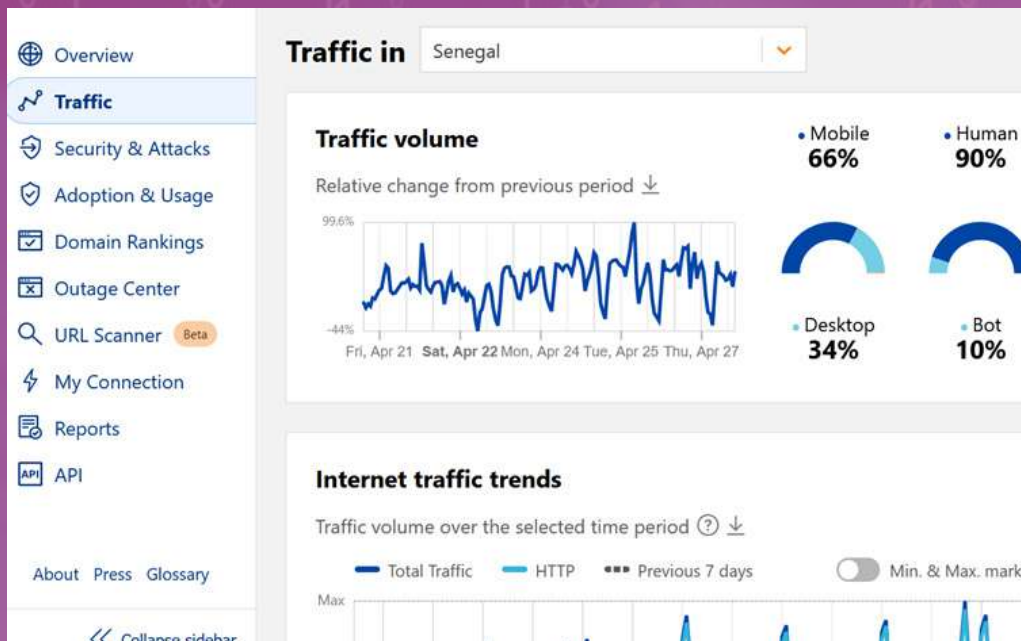 Overview
Traffic
Security & Attacks
Adoption & Usage
Domain Rankings
Outage Center
URL Scanner Beta
My Connection
Reports
API API
About Press Glossary
Collapse sidebar
Traffic in Senegal
Traffic volume
Relative change from previous period
99.6%
-44%
Fri, Apr 21 Sat, Apr 22 Mon, Apr 24 Tue, Apr 25 Thu, Apr 27
Mobile
66%
Desktop
34%
Human
90%
Bot
10%
Internet traffic trends
Traffic volume over the selected time period ?
Total Traffic HTTP Previous 7 days Min. & Max. mark
Max